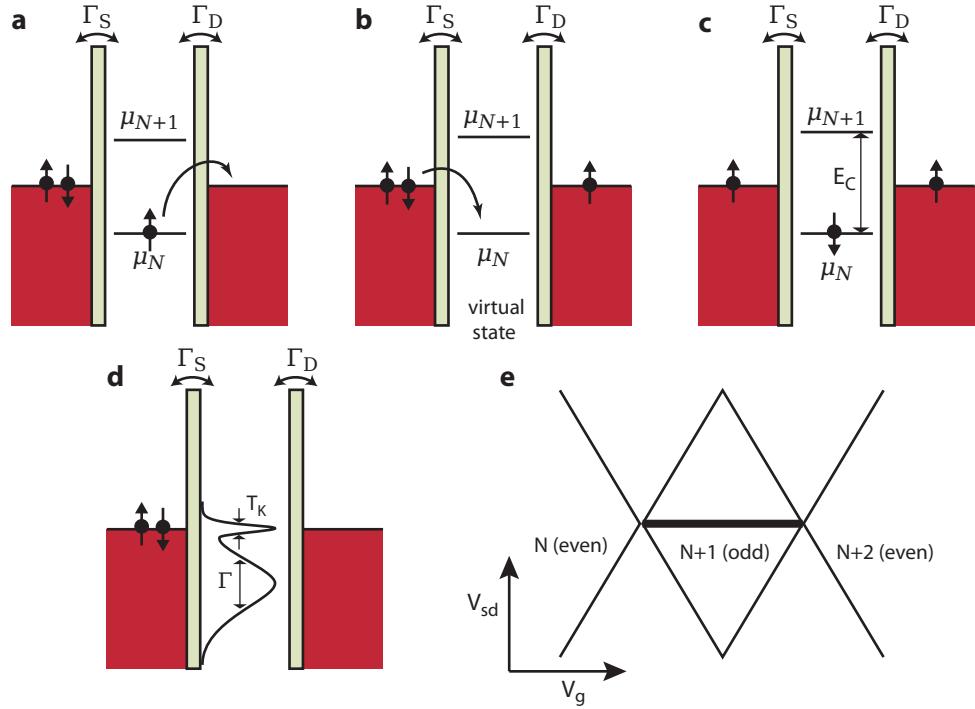 a
Γ_S
Γ_D
μ_{N+1}
μ_N
b
Γ_S
Γ_D
μ_{N+1}
μ_N
virtual
state
c
Γ_S
Γ_D
μ_{N+1}
E_C
μ_N
d
Γ_S
Γ_D
T_K
Γ
e
N (even)
N+1 (odd)
N+2 (even)
V_sd
V_g